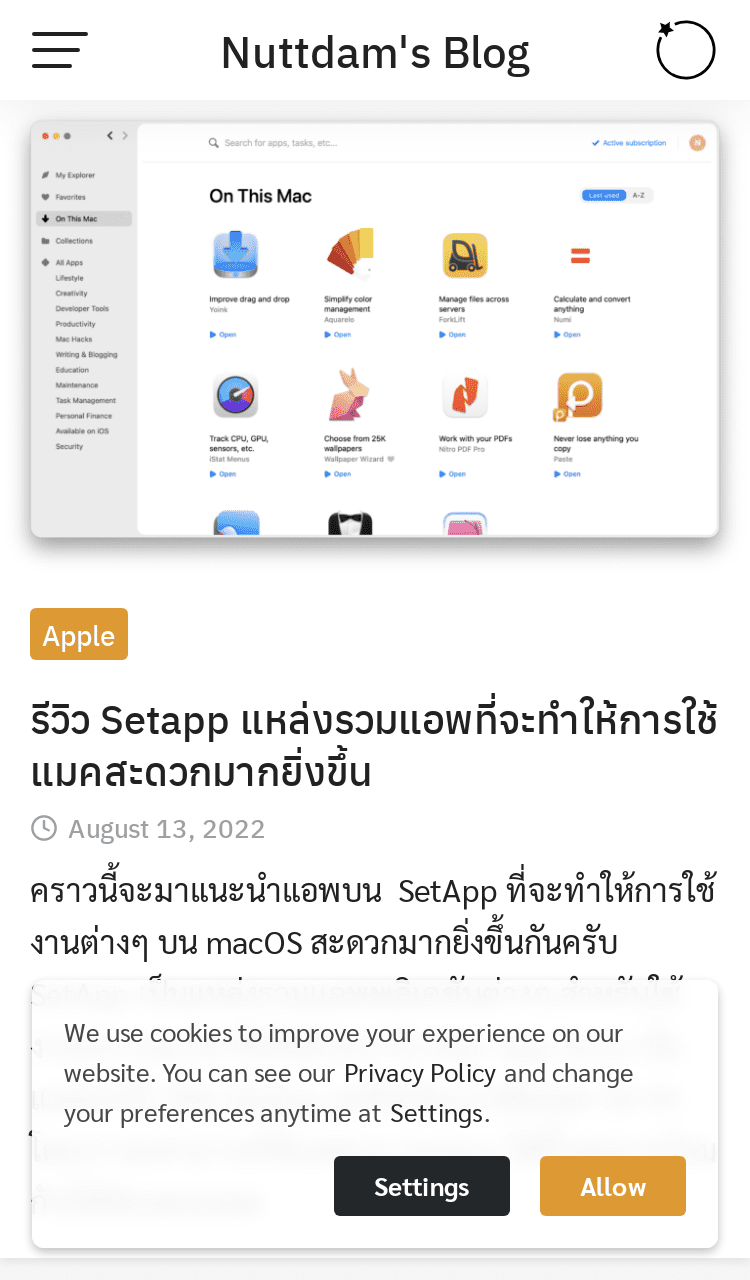 Nuttdam's Blog
Search for apps, tasks, etc...
Active subscription
N
My Explorer
Favorites
On This Mac
Collections
All Apps
Lifestyle
Creativity
Developer Tools
Productivity
Mac Hacks
Writing & Blogging
Education
Maintenance
Task Management
Personal Finance
Available on iOS
Security
On This Mac
Last used A-Z
Improve drag and drop
Yoink
Open
Simplify color
management
Aquarelo
Open
Manage files across
servers
ForkLift
Open
Calculate and convert
anything
Numi
Open
Track CPU, GPU,
sensors, etc.
iStat Menus
Open
Choose from 25K
wallpapers
Wallpaper Wizard
Open
Work with your PDFs
Nitro PDF Pro
Open
Never lose anything you
copy
Paste
Open
Apple
รีวิว Setapp แหล่งรวมแอพที่จะทำให้การใช้
แมคสะดวกมากยิ่งขึ้น
August 13, 2022
คราวนี้จะมาแนะนำแอพบน SetApp ที่จะทำให้การใช้
งานต่างๆ บน macOS สะดวกมากยิ่งขึ้นกันครับ
We use cookies to improve your experience on our
website. You can see our Privacy Policy and change
your preferences anytime at Settings.
Settings
Allow